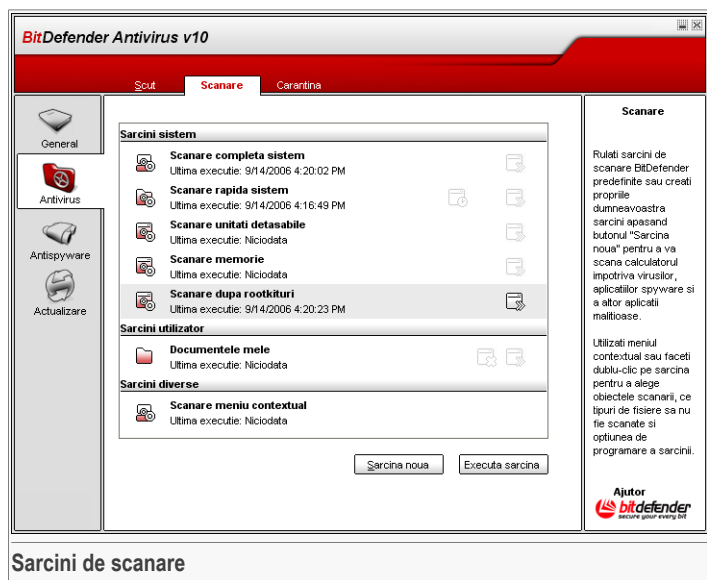 BitDefender Antivirus v10
Scut
Scanare
Carantina
General
Antivirus
Antispyware
Actualizare
Sarcini sistem
Scanare completa sistem
Ultima executie: 9/14/2006 4:20:02 PM
Scanare rapida sistem
Ultima executie: 9/14/2006 4:16:49 PM
Scanare unitati detasabile
Ultima executie: Niciodata
Scanare memorie
Ultima executie: Niciodata
Scanare dupa rootkituri
Ultima executie: 9/14/2006 4:20:23 PM
Sarcini utilizator
Documentele mele
Ultima executie: Niciodata
Sarcini diverse
Scanare meniu contextual
Ultima executie: Niciodata
Sarcina noua
Executa sarcina
Scanare
Rulati sarcini de
scanare BitDefender
predefinite sau creati
propriile
dumneavoastra
sarcini apasand
butonul "Sarcina
noua" pentru a va
scana calculatorul
impotriva virusilor,
aplicatiilor spyware si
a altor aplicatii
malitioase.
Utilizati meniul
contextual sau faceti
dublu-clic pe sarcina
pentru a alege
obiectele scanarii, ce
tipuri de fisiere sa nu
fie scanate si
optiunea de
programare a sarcinii.
Ajutor
bitdefender
secure your every bit
Sarcini de scanare